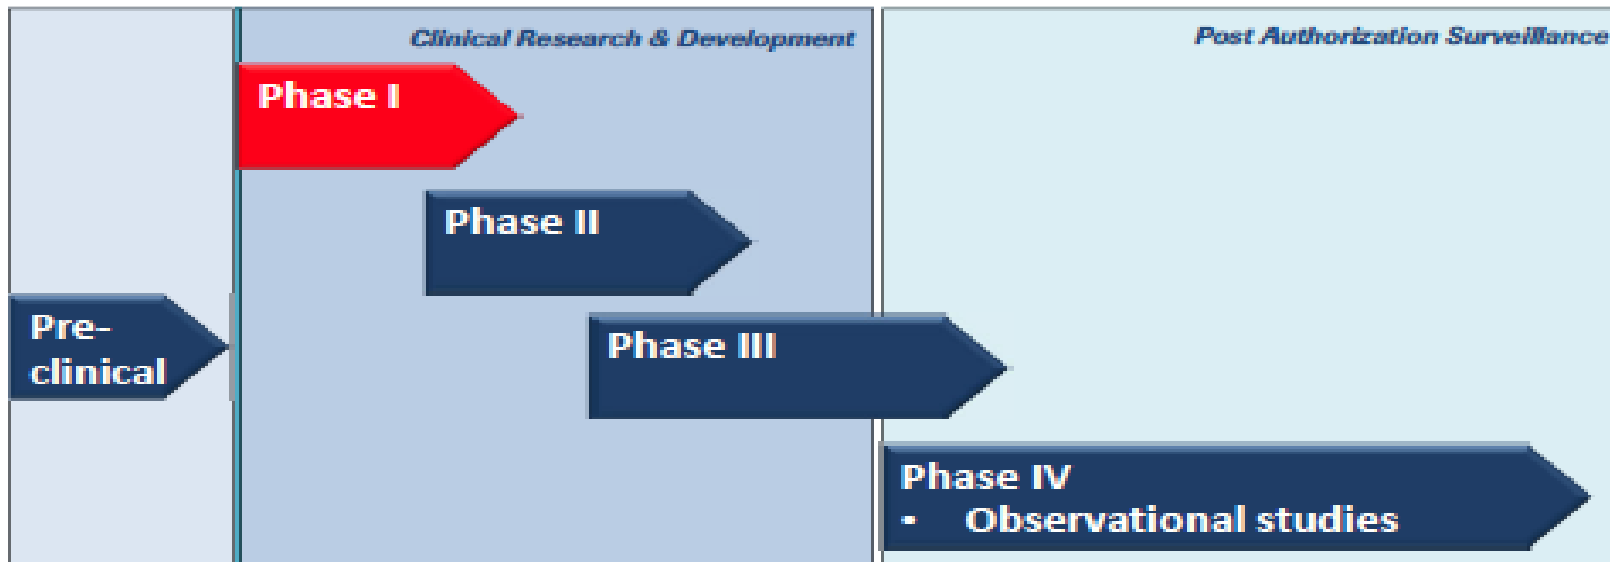 Clinical Research & Development
Post Authorization Surveillance
Phase I
Phase II
Pre-
clinical
Phase III
Phase IV
- Observational studies